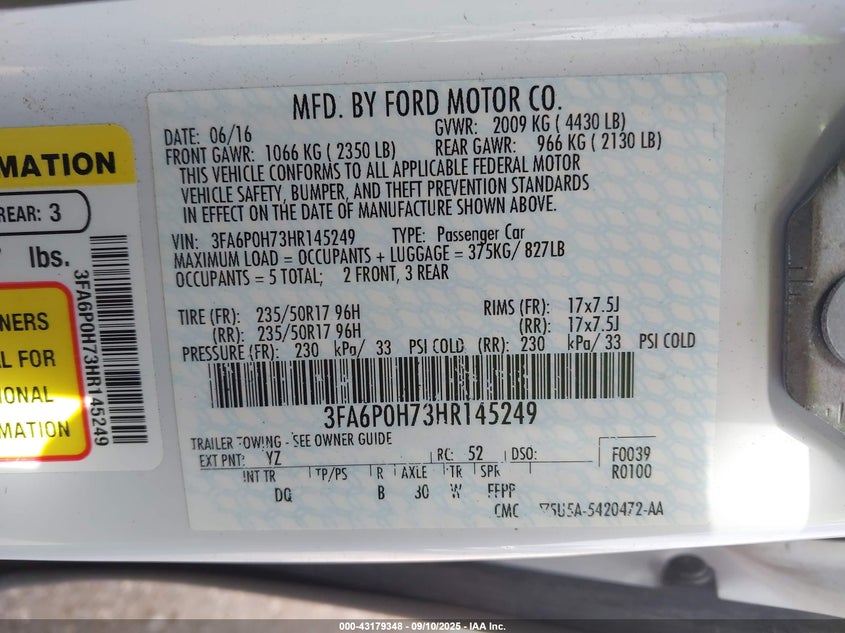 MFD. BY FORD MOTOR CO.
DATE: 06/16 GVWR: 2009 KG ( 4430 LB)
FRONT GAWR: 1066 KG ( 2350 LB) REAR GAWR: 966 KG ( 2130 LB)
THIS VEHICLE CONFORMS TO ALL APPLICABLE FEDERAL MOTOR
VEHICLE SAFETY, BUMPER, AND THEFT PREVENTION STANDARDS
IN EFFECT ON THE DATE OF MANUFACTURE SHOWN ABOVE.
VIN: 3FA6P0H73HR145249 TYPE: Passenger Car
MAXIMUM LOAD = OCCUPANTS + LUGGAGE = 375KG/ 827LB
OCCUPANTS = 5 TOTAL; 2 FRONT, 3 REAR
TIRE (FR): 235/50R17 96H RIMS (FR): 17x7.5J
(RR): 235/50R17 96H (RR): 17x7.5J
PRESSURE (FR): 230 kPa/ 33 PSI COLD (RR): 230 kPa/ 33 PSI COLD
3FA6P0H73HR145249
TRAILER TOWING - SEE OWNER GUIDE
EXT PNT: YZ RC: 52 DSO: F0039
R0100
INT TR TP/PS R AXLE TR SPR
DQ B 30 W FFPP
CMC 5U5A-5420472-AA
MATION
REAR: 3
lbs.
3FA6P0H73HR145249
NERS
AL FOR
IONAL
RMATION
000-43179348 - 09/10/2025 - IAA Inc.